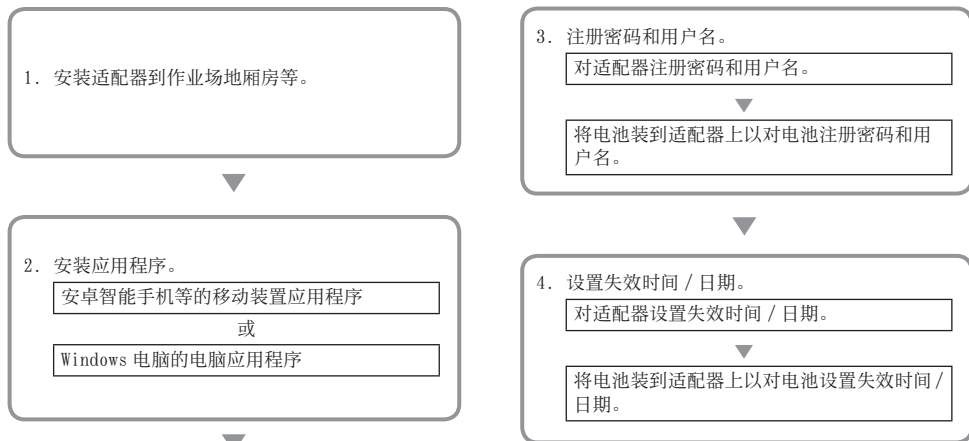 1. 安装适配器到作业场地厢房等。
2. 安装应用程序。
安卓智能手机等的移动装置应用程序
或
Windows 电脑的电脑应用程序
3. 注册密码和用户名。
对适配器注册密码和用户名。
将电池装到适配器上以对电池注册密码和用
户名。
4. 设置失效时间 / 日期。
对适配器设置失效时间 / 日期。
将电池装到适配器上以对电池设置失效时间 /
日期。